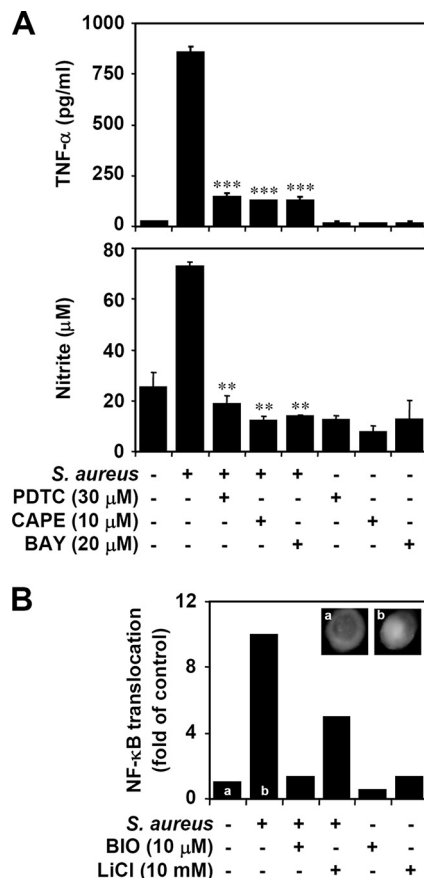 A
TNF-α (pg/ml)
1000
750
500
250
0
*** *** ***
Nitrite (μM)
80
60
40
20
0
** ** **
S. aureus - + + + + - - -
PDTC (30 μM) - - + - - + - -
CAPE (10 μM) - - - + - - + -
BAY (20 μM) - - - - + - - +
B
NF-κB translocation
(fold of control)
12
8
4
0
a b
a b
S. aureus - + + + - -
BIO (10 μM) - - + - + -
LiCl (10 mM) - - - + - +